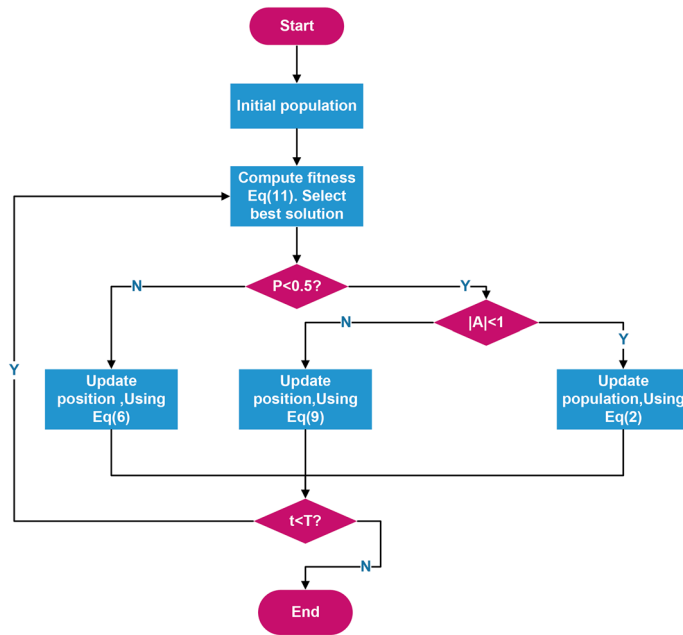 Start
Initial population
Compute fitness
Eq(11). Select
best solution
P<0.5?
N
Y
|A|<1
N
Y
Y
Update
position ,Using
Eq(6)
Update
position,Using
Eq(9)
Update
population,Using
Eq(2)
t<T?
N
End